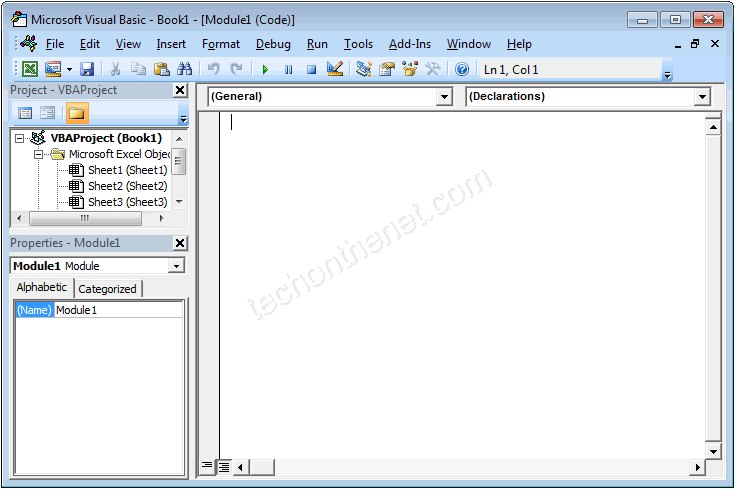 Microsoft Visual Basic - Book1 - [Module1 (Code)]
File Edit View Insert Format Debug Run Tools Add-Ins Window Help
Ln 1, Col 1
Project - VBAProject
(General) (Declarations)
VBAProject (Book1)
Microsoft Excel Objec
Sheet1 (Sheet1)
Sheet2 (Sheet2)
Sheet3 (Sheet3)
Properties - Module1
Module1 Module
Alphabetic Categorized
(Name) Module1
techonthenet.com